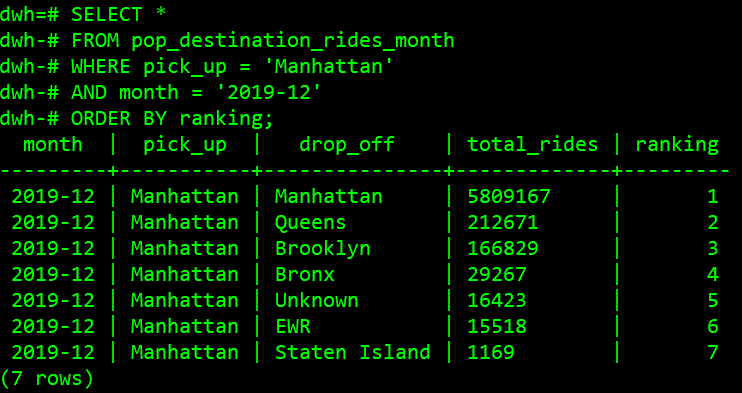 dwh=# SELECT *
dwh-# FROM pop_destination_rides_month
dwh-# WHERE pick_up = 'Manhattan'
dwh-# AND month = '2019-12'
dwh-# ORDER BY ranking;
  month  |  pick_up  |   drop_off    | total_rides | ranking
---------+-----------+---------------+-------------+---------
 2019-12 | Manhattan | Manhattan     | 5809167     |       1
 2019-12 | Manhattan | Queens        | 212671      |       2
 2019-12 | Manhattan | Brooklyn      | 166829      |       3
 2019-12 | Manhattan | Bronx         | 29267       |       4
 2019-12 | Manhattan | Unknown       | 16423       |       5
 2019-12 | Manhattan | EWR           | 15518       |       6
 2019-12 | Manhattan | Staten Island | 1169        |       7
(7 rows)